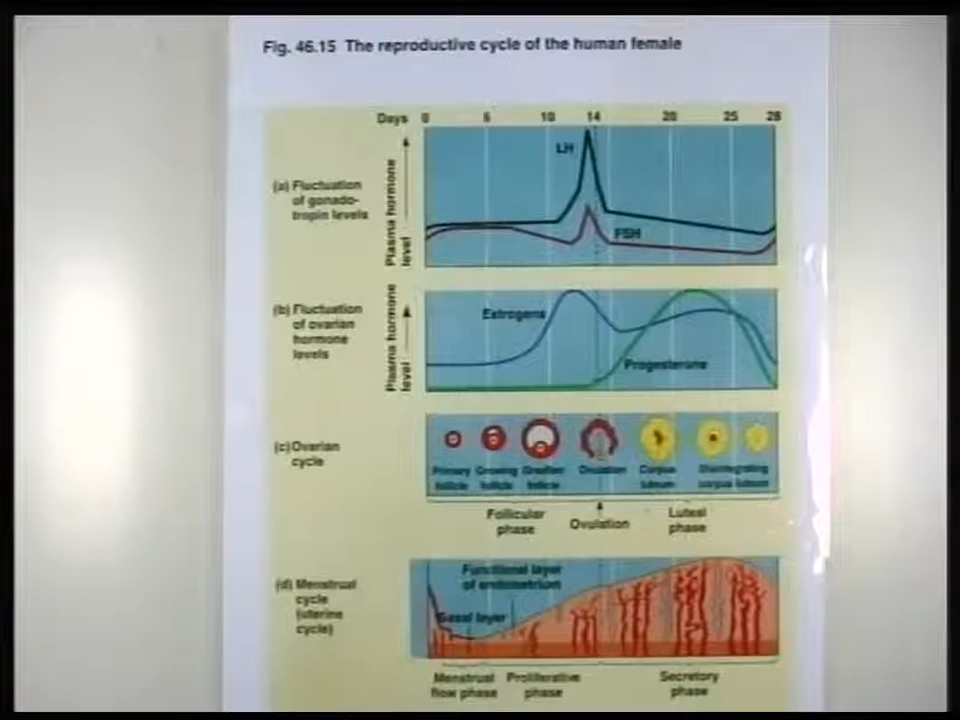 Fig. 46.15 The reproductive cycle of the human female
Days 0 5 10 14 20 25 28
(a) Fluctuation
of gonado-
tropin levels
Plasma hormone
level
LH
FSH
(b) Fluctuation
of ovarian
hormone
levels
Plasma hormone
level
Estrogens
Progesterone
(c) Ovarian
cycle
Primary Growing Graafian Ovulation Corpus Disintegrating
follicle follicle follicle luteum corpus luteum
Follicular
phase
Ovulation
Luteal
phase
(d) Menstrual
cycle
(uterine
cycle)
Functional layer
of endometrium
Basal layer
Menstrual
flow phase
Proliferative
phase
Secretory
phase